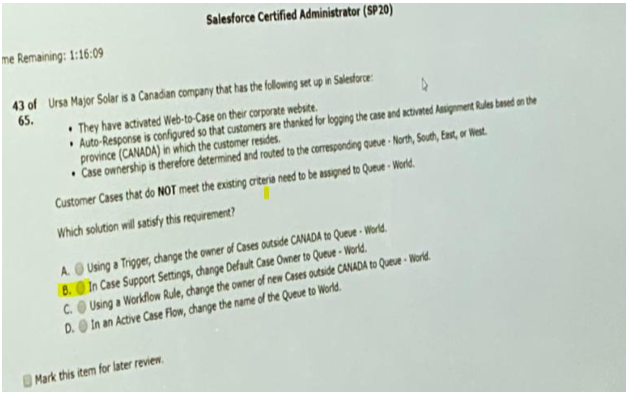 Salesforce Certified Administrator (SP20)
me Remaining: 1:16:09
43 of 65. Ursa Major Solar is a Canadian company that has the following set up in Salesforce:
• They have activated Web-to-Case on their corporate website.
• Auto-Response is configured so that customers are thanked for logging the case and activated Assignment Rules based on the
province (CANADA) in which the customer resides.
• Case ownership is therefore determined and routed to the corresponding queue - North, South, East, or West.
Customer Cases that do NOT meet the existing criteria need to be assigned to Queue - World.
Which solution will satisfy this requirement?
A. Using a Trigger, change the owner of Cases outside CANADA to Queue - World.
B. In Case Support Settings, change Default Case Owner to Queue - World.
C. Using a Workflow Rule, change the owner of new Cases outside CANADA to Queue - World.
D. In an Active Case Flow, change the name of the Queue to World.
Mark this item for later review.